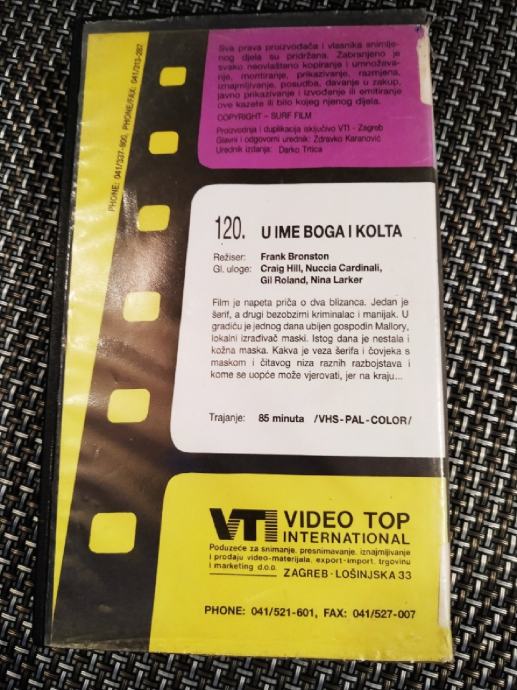 Sva prava proizvođača i vlasnika snimlje-
nog djela su pridržana. Zabranjeno je
svako neovlašteno kopiranje i umnožava-
nje, montiranje, prikazivanje, razmjena,
iznajmljivanje, posudba, davanje u zakup,
javno prikazivanje i izvođenje ili emitiranje
ove kazete ili bilo kojeg njenog dijela.
COPYRIGHT - SURF FILM
Proizvodnja i duplikacija isključivo VTI - Zagreb
Glavni i odgovorni urednik: Zdravko Karanović
Urednik izdanja: Darko Trtica
PHONE: 041/337-800, PHONE/FAX: 041/213-287
120. U IME BOGA I KOLTA
Režiser: Frank Bronston
Gl. uloge: Craig Hill, Nuccia Cardinali,
Gil Roland, Nina Larker
Film je napeta priča o dva blizanca. Jedan je
šerif, a drugi bezobzirni kriminalac i manijak. U
gradiću je jednog dana ubijen gospodin Mallory,
lokalni izrađivač maski. Istog dana je nestala i
kožna maska. Kakva je veza šerifa i čovjeka s
maskom i čitavog niza raznih razbojstava i
kome se uopće može vjerovati, jer na kraju...
Trajanje: 85 minuta /VHS-PAL-COLOR/
VTI VIDEO TOP
INTERNATIONAL
Poduzeće za snimanje, presnimavanje, iznajmljivanje
i prodaju video-materijala, export-import, trgovinu
i marketing d.o.o.
ZAGREB · LOŠINJSKA 33
PHONE: 041/521-601, FAX: 041/527-007